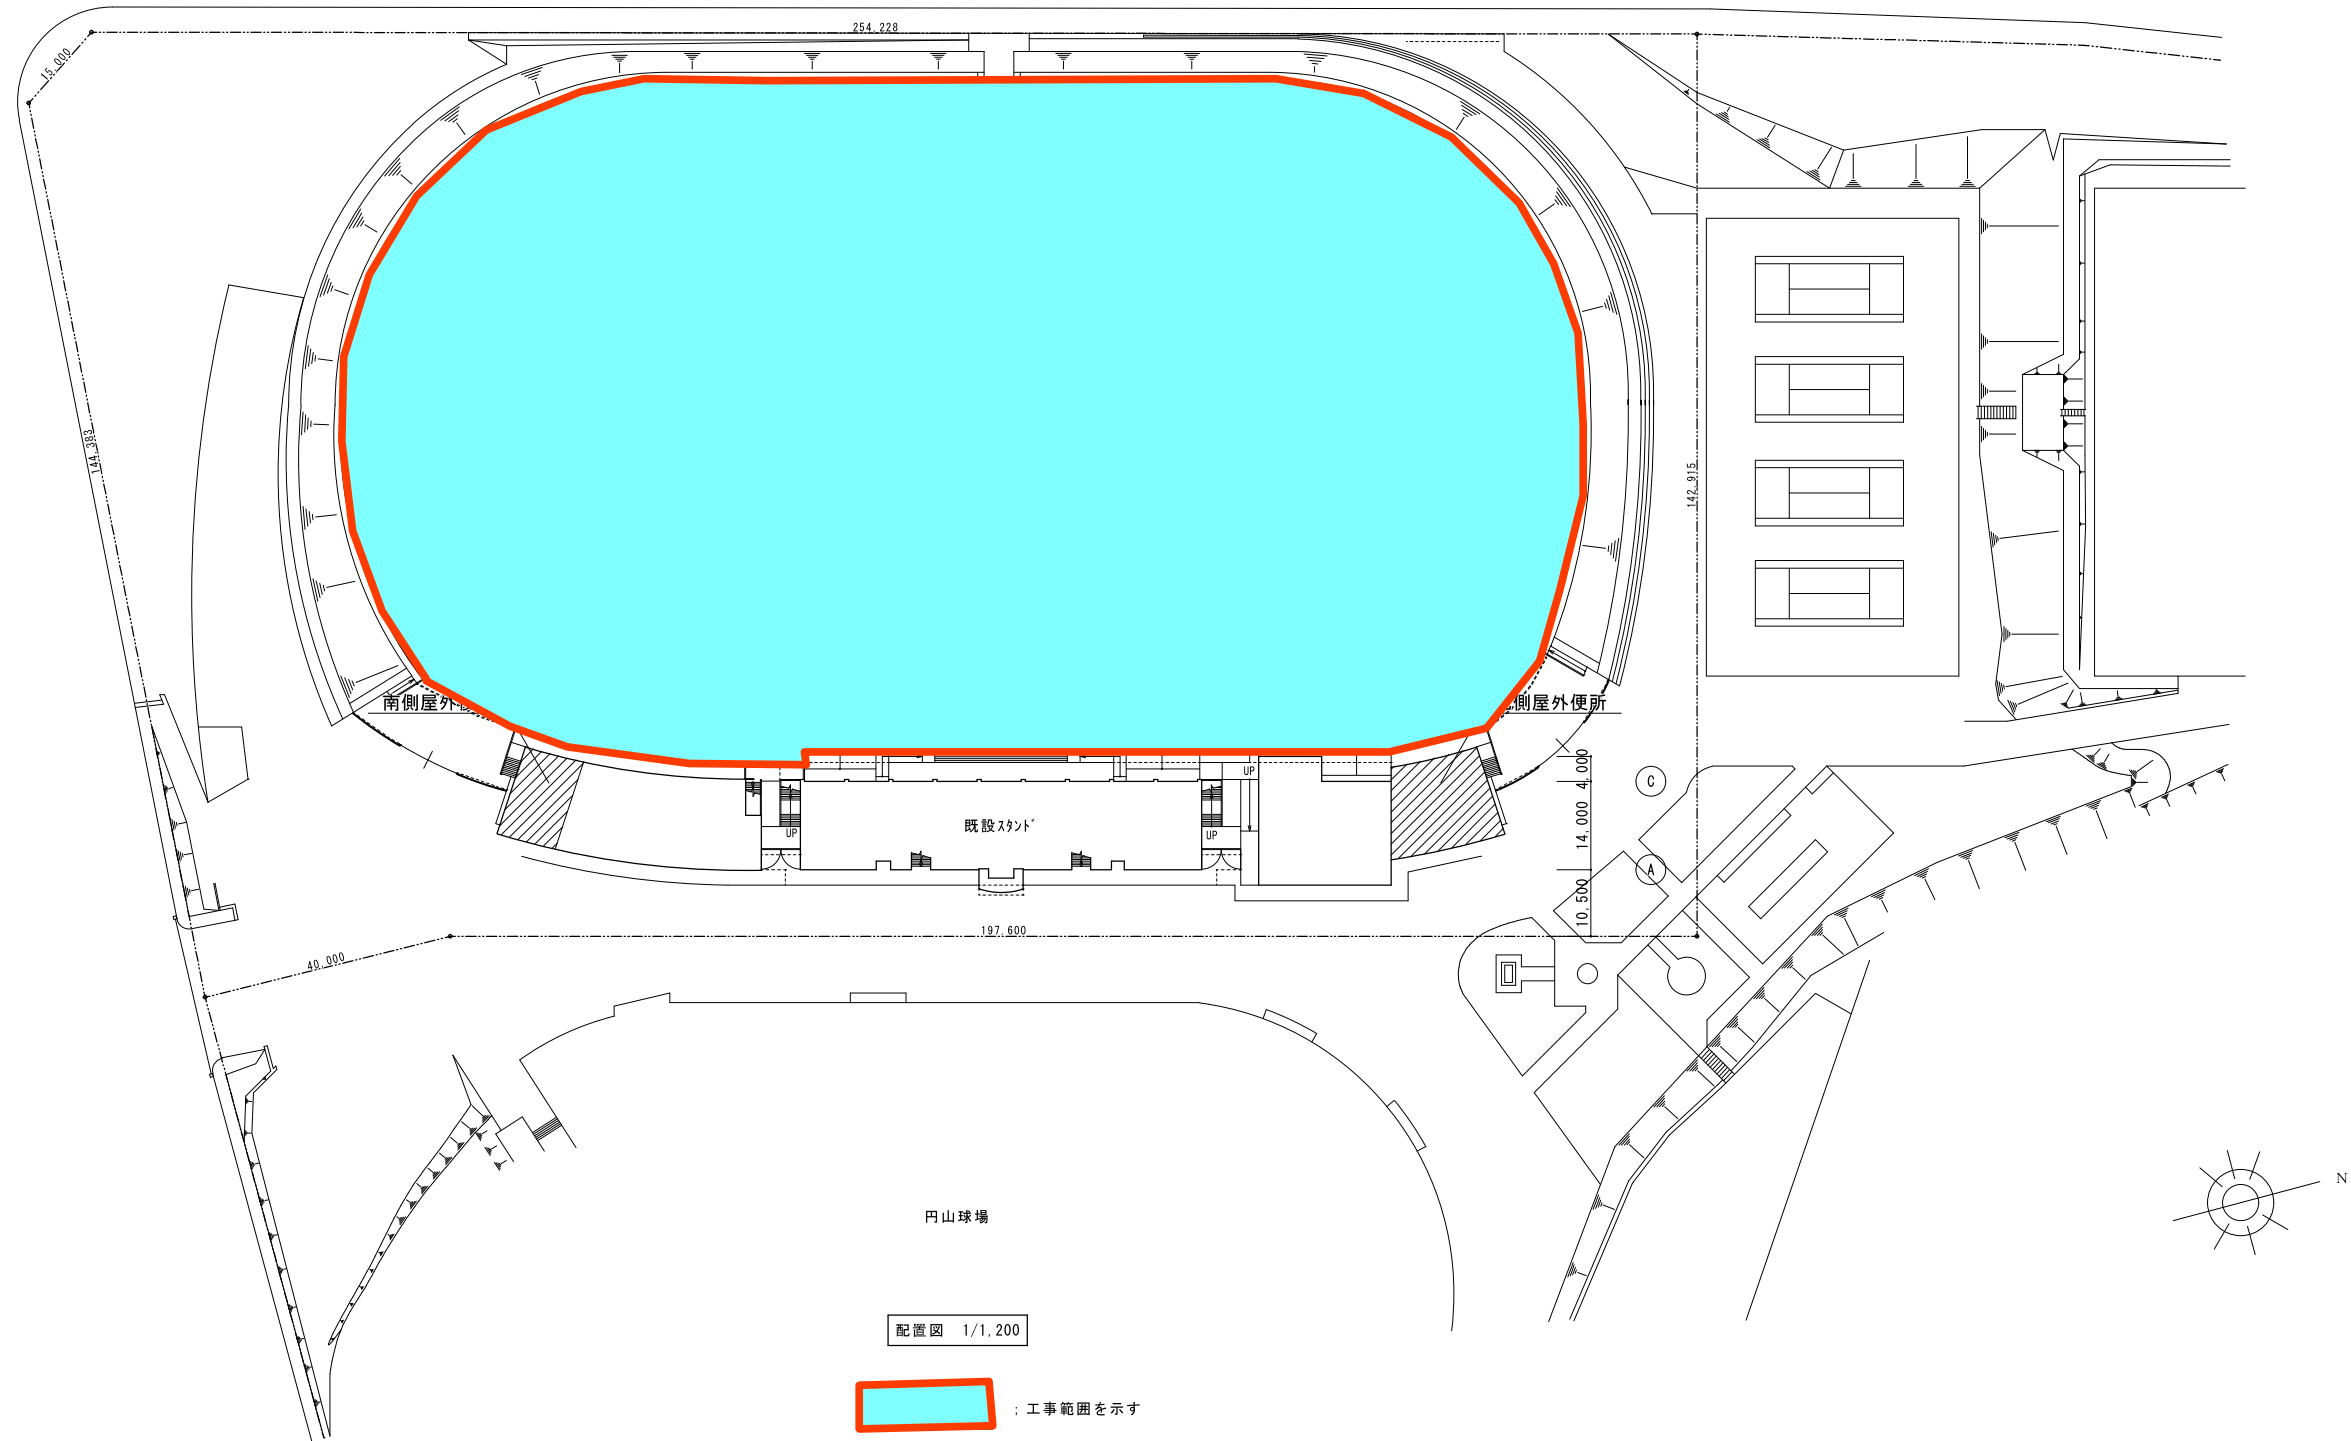 254.228
15.000
144.383
142.915
南側屋外
側屋外便所
UP
4,000
C
既設スタンド
UP
UP
14,000
A
10,500
197.600
40.000
N
円山球場
配置図 1/1,200
; 工事範囲を示す